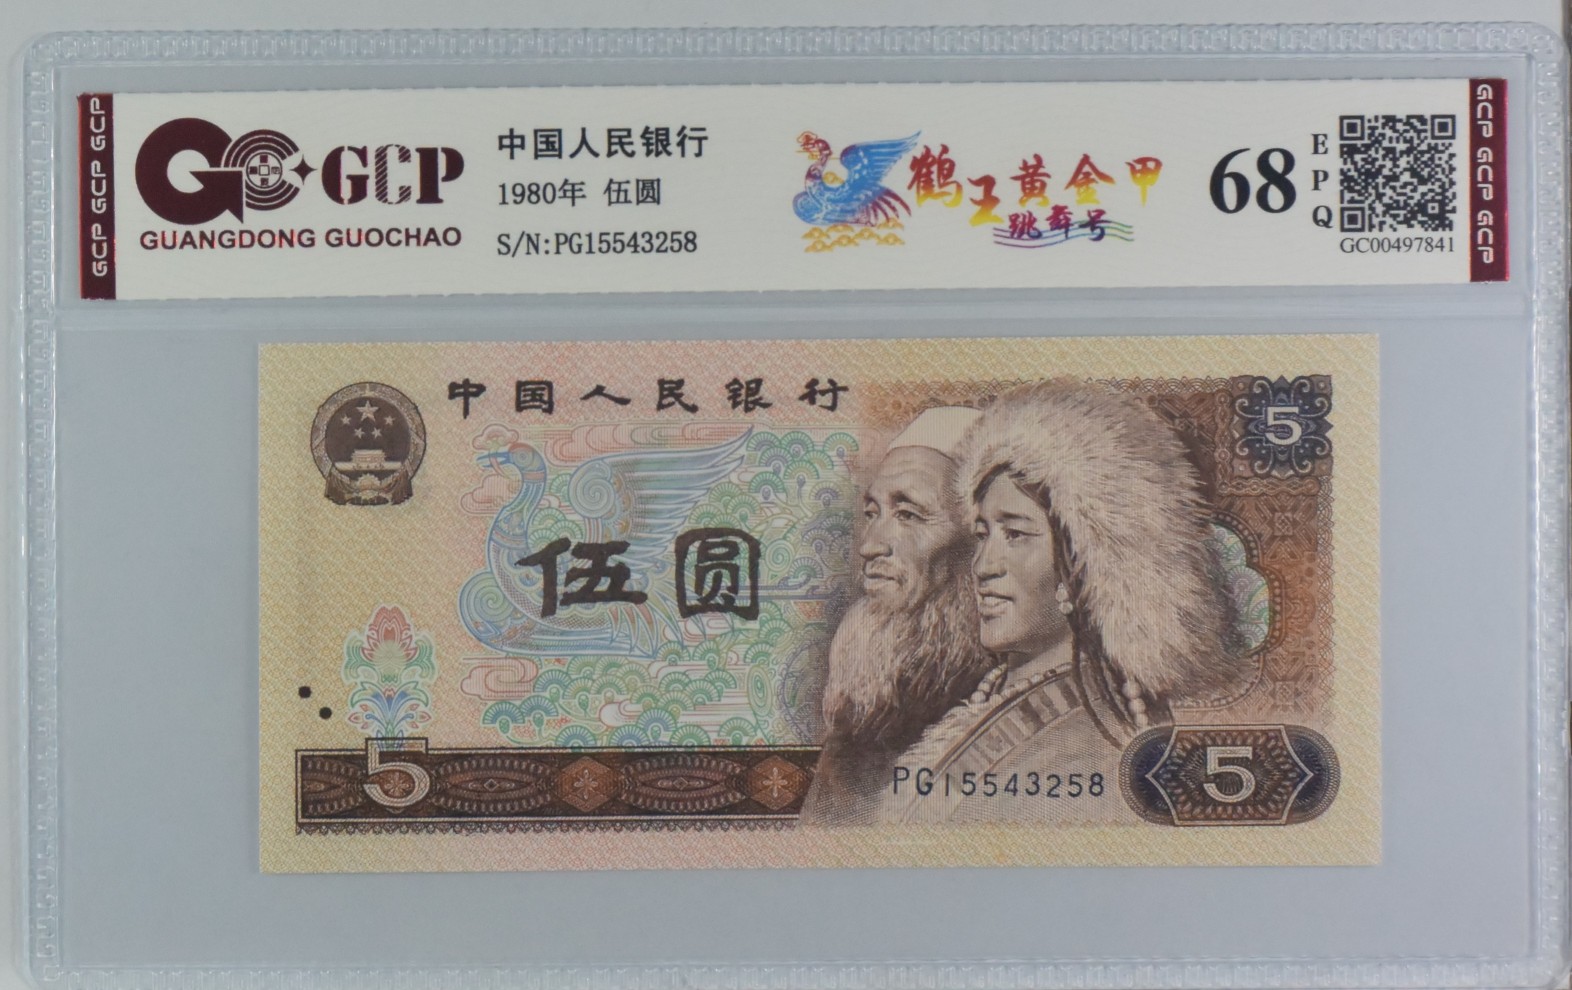 GCP GCP GCP
GCP
GUANGDONG GUOCHAO
中国人民银行
1980年 伍圆
S/N:PG15543258
鹤王黄金甲
跳舞号
68
EPQ
GC00497841
GCP GCP GCP
中国人民银行
5
伍圆
5
PG15543258
5